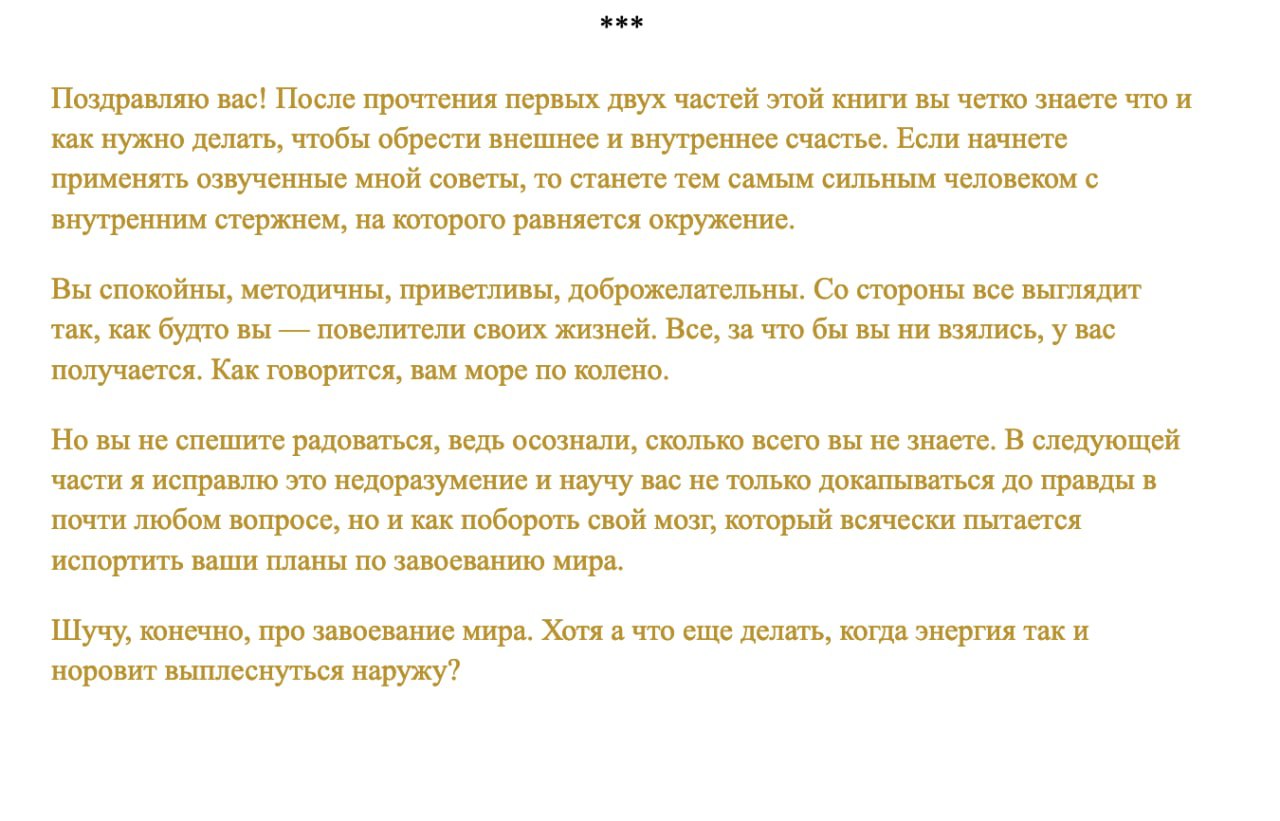 ***
Поздравляю вас! После прочтения первых двух частей этой книги вы четко знаете что и
как нужно делать, чтобы обрести внешнее и внутреннее счастье. Если начнете
применять озвученные мной советы, то станете тем самым сильным человеком с
внутренним стержнем, на которого равняется окружение.
Вы спокойны, методичны, приветливы, доброжелательны. Со стороны все выглядит
так, как будто вы — повелители своих жизней. Все, за что бы вы ни взялись, у вас
получается. Как говорится, вам море по колено.
Но вы не спешите радоваться, ведь осознали, сколько всего вы не знаете. В следующей
части я исправлю это недоразумение и научу вас не только докапываться до правды в
почти любом вопросе, но и как побороть свой мозг, который всячески пытается
испортить ваши планы по завоеванию мира.
Шучу, конечно, про завоевание мира. Хотя а что еще делать, когда энергия так и
норовит выплеснуться наружу?